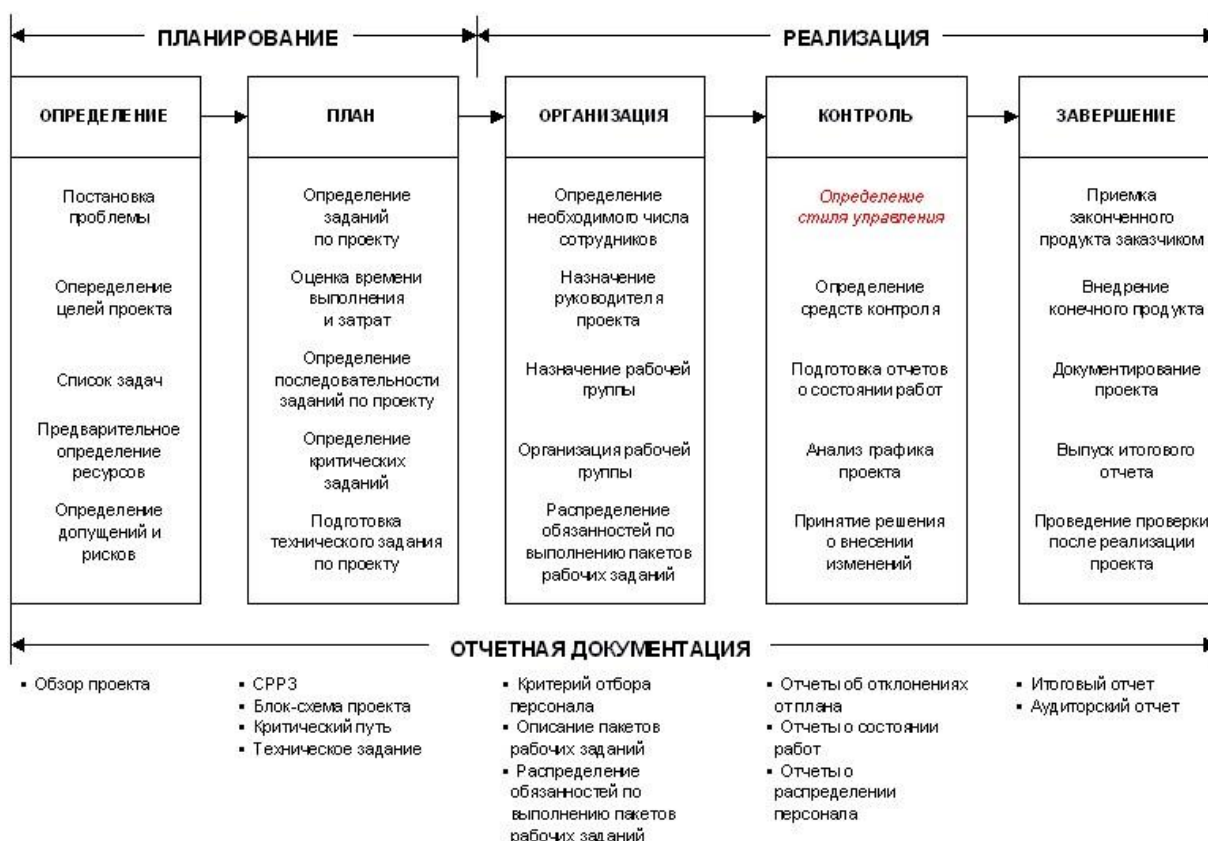 ПЛАНИРОВАНИЕ
РЕАЛИЗАЦИЯ
ОПРЕДЕЛЕНИЕ
ПЛАН
ОРГАНИЗАЦИЯ
КОНТРОЛЬ
ЗАВЕРШЕНИЕ
Постановка
проблемы
Опеределение
целей проекта
Список задач
Предварительное
определение
ресурсов
Определение
допущений и
рисков
Определение
заданий
по проекту
Оценка времени
выполнения
и затрат
Определение
последовательности
заданий по проекту
Определение
критических
заданий
Подготовка
технического задания
по проекту
Определение
необходимого числа
сотрудников
Назначение
руководителя
проекта
Назначение рабочей
группы
Организация рабочей
группы
Распределение
обязанностей по
выполнению пакетов
рабочих заданий
Определение
стиля управления
Определение
средств контроля
Подготовка отчетов
о состоянии работ
Анализ графика
проекта
Принятие решения
о внесении
изменений
Приемка
законченного
продукта заказчиком
Внедрение
конечного продукта
Документирование
проекта
Выпуск итогового
отчета
Проведение проверки
после реализации
проекта
ОТЧЕТНАЯ ДОКУМЕНТАЦИЯ
▪ Обзор проекта
▪ СРРЗ
▪ Блок-схема проекта
▪ Критический путь
▪ Техническое задание
▪ Критерий отбора
персонала
▪ Описание пакетов
рабочих заданий
▪ Распределение
обязанностей по
выполнению пакетов
рабочих заданий
▪ Отчеты об отклонениях
от плана
▪ Отчеты о состоянии
работ
▪ Отчеты о
распределении
персонала
▪ Итоговый отчет
▪ Аудиторский отчет